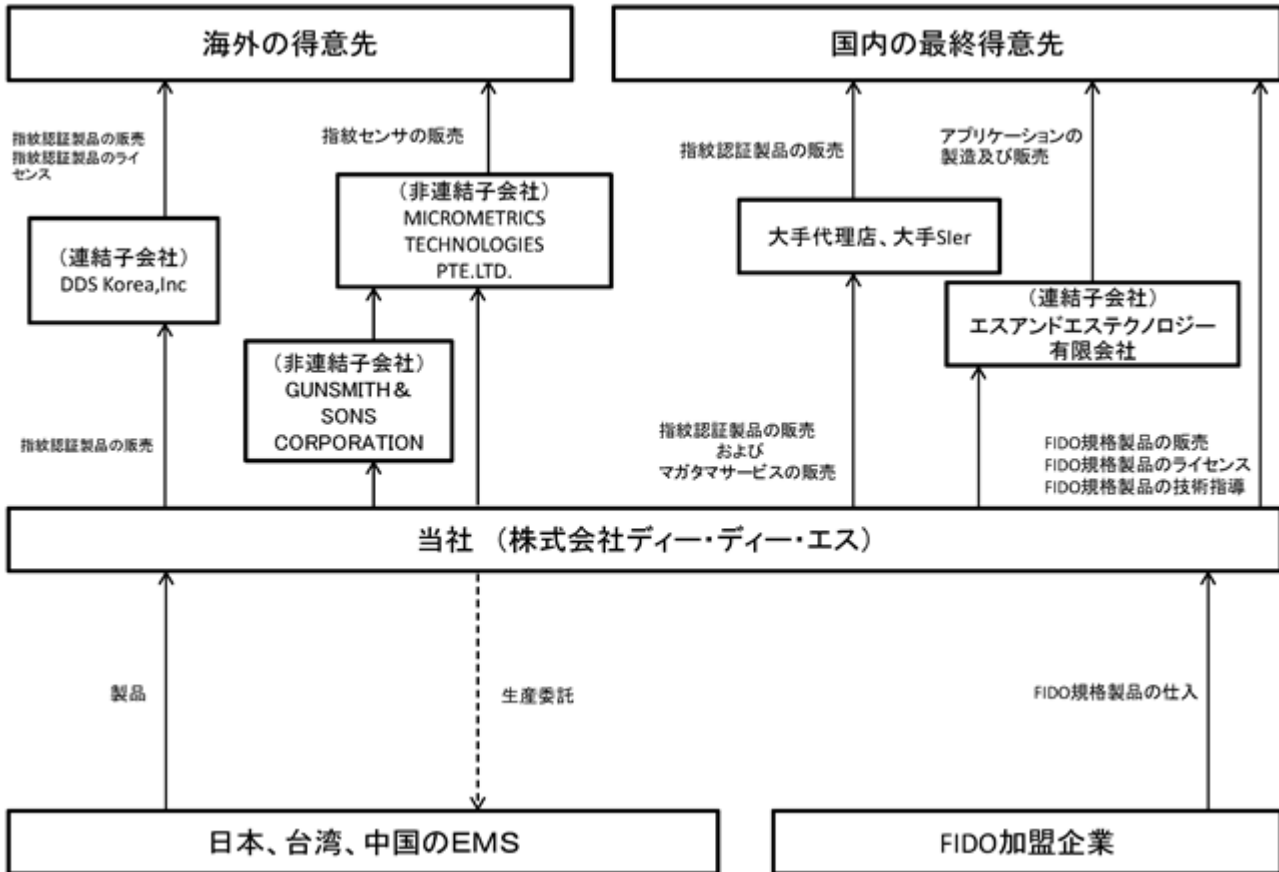 海外の得意先
国内の最終得意先
指紋認証製品の販売
指紋認証製品のライ
センス
指紋センサの販売
指紋認証製品の販売
アプリケーションの
製造及び販売
（非連結子会社）
MICROMETRICS
TECHNOLOGIES
PTE.LTD.
（連結子会社）
DDS Korea,Inc
大手代理店、大手SIer
（連結子会社）
エスアンドエステクノロジー
有限会社
（非連結子会社）
GUNSMITH＆
SONS
CORPORATION
指紋認証製品の販売
指紋認証製品の販売
および
マガタマサービスの販売
FIDO規格製品の販売
FIDO規格製品のライセンス
FIDO規格製品の技術指導
当社　（株式会社ディー・ディー・エス）
製品
生産委託
FIDO規格製品の仕入
日本、台湾、中国のEMS
FIDO加盟企業